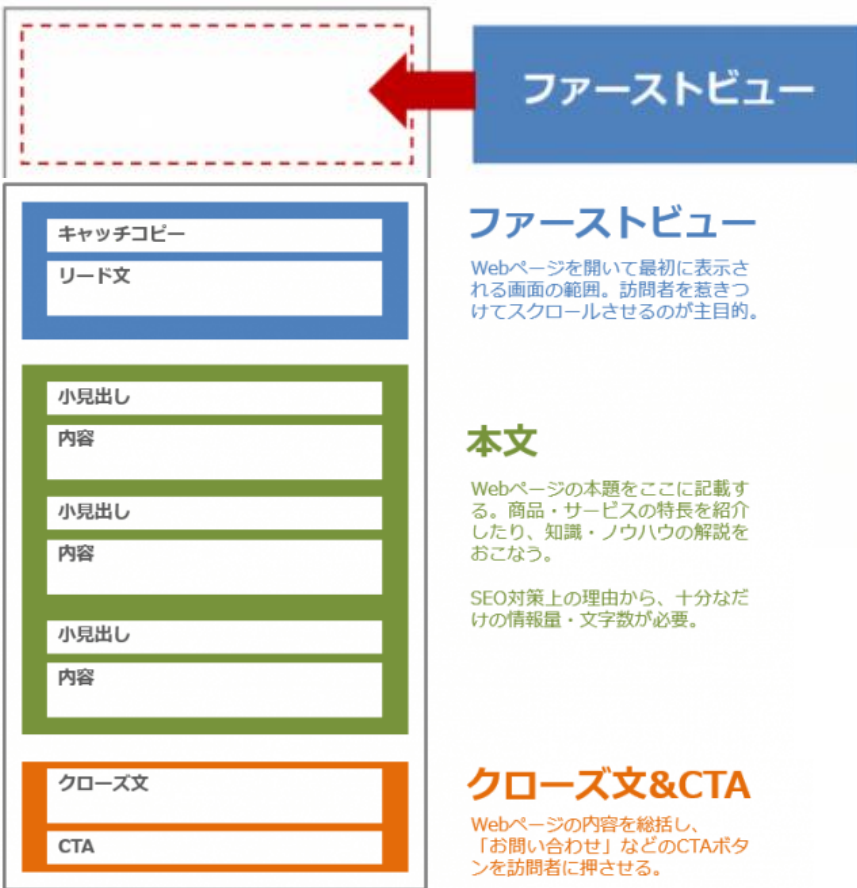 ファーストビュー
キャッチコピー
リード文
ファーストビュー
Webページを開いて最初に表示さ
れる画面の範囲。訪問者を惹きつ
けてスクロールさせるのが主目的。
小見出し
内容
小見出し
内容
小見出し
内容
本文
Webページの本題をここに記載す
る。商品・サービスの特長を紹介
したり、知識・ノウハウの解説を
おこなう。
SEO対策上の理由から、十分なだ
けの情報量・文字数が必要。
クローズ文
CTA
クローズ文&CTA
Webページの内容を総括し、
「お問い合わせ」などのCTAボタ
ンを訪問者に押させる。